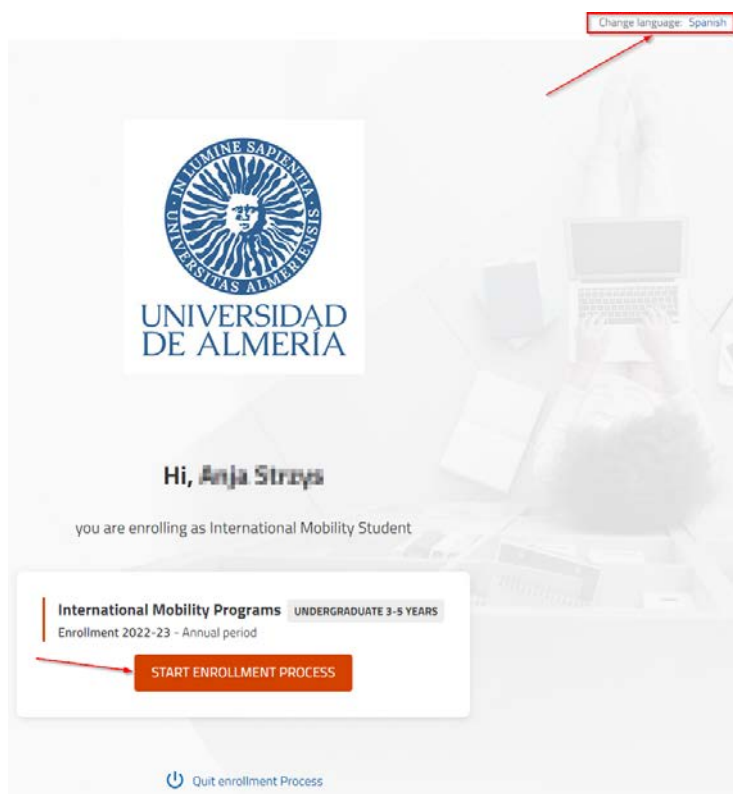 Change language: Spanish
IN LUMINE SAPIENTIA · UNIVERSITAS ALMERIENSIS ·
UNIVERSIDAD
DE ALMERÍA
Hi,
you are enrolling as International Mobility Student
International Mobility Programs UNDERGRADUATE 3-5 YEARS
Enrollment 2022-23 - Annual period
START ENROLLMENT PROCESS
Quit enrollment Process